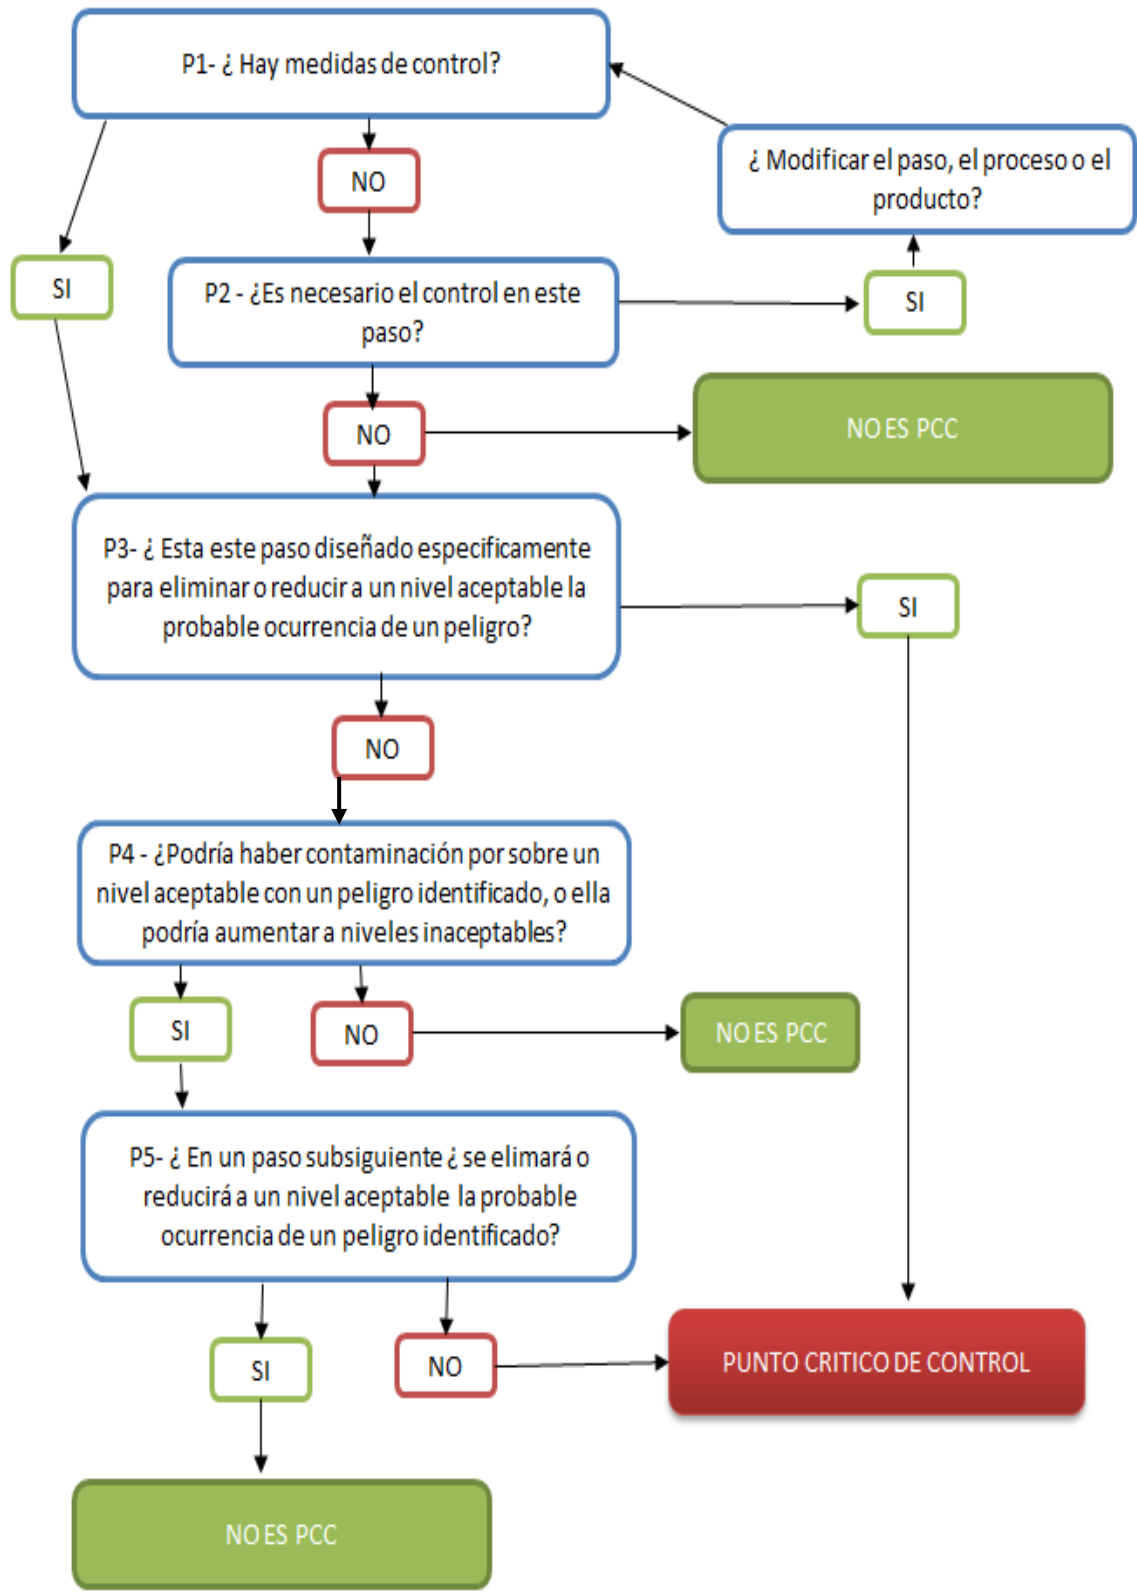 P1- ¿ Hay medidas de control?
¿ Modificar el paso, el proceso o el
producto?
NO
SI
P2 - ¿Es necesario el control en este
paso?
SI
NO
NO ES PCC
P3- ¿ Esta este paso diseñado especificamente
para eliminar o reducir a un nivel aceptable la
probable ocurrencia de un peligro?
SI
NO
P4 - ¿Podría haber contaminación por sobre un
nivel aceptable con un peligro identificado, o ella
podría aumentar a niveles inaceptables?
SI
NO
NO ES PCC
P5- ¿ En un paso subsiguiente ¿ se elimará o
reducirá a un nivel aceptable la probable
ocurrencia de un peligro identificado?
SI
NO
PUNTO CRITICO DE CONTROL
NO ES PCC